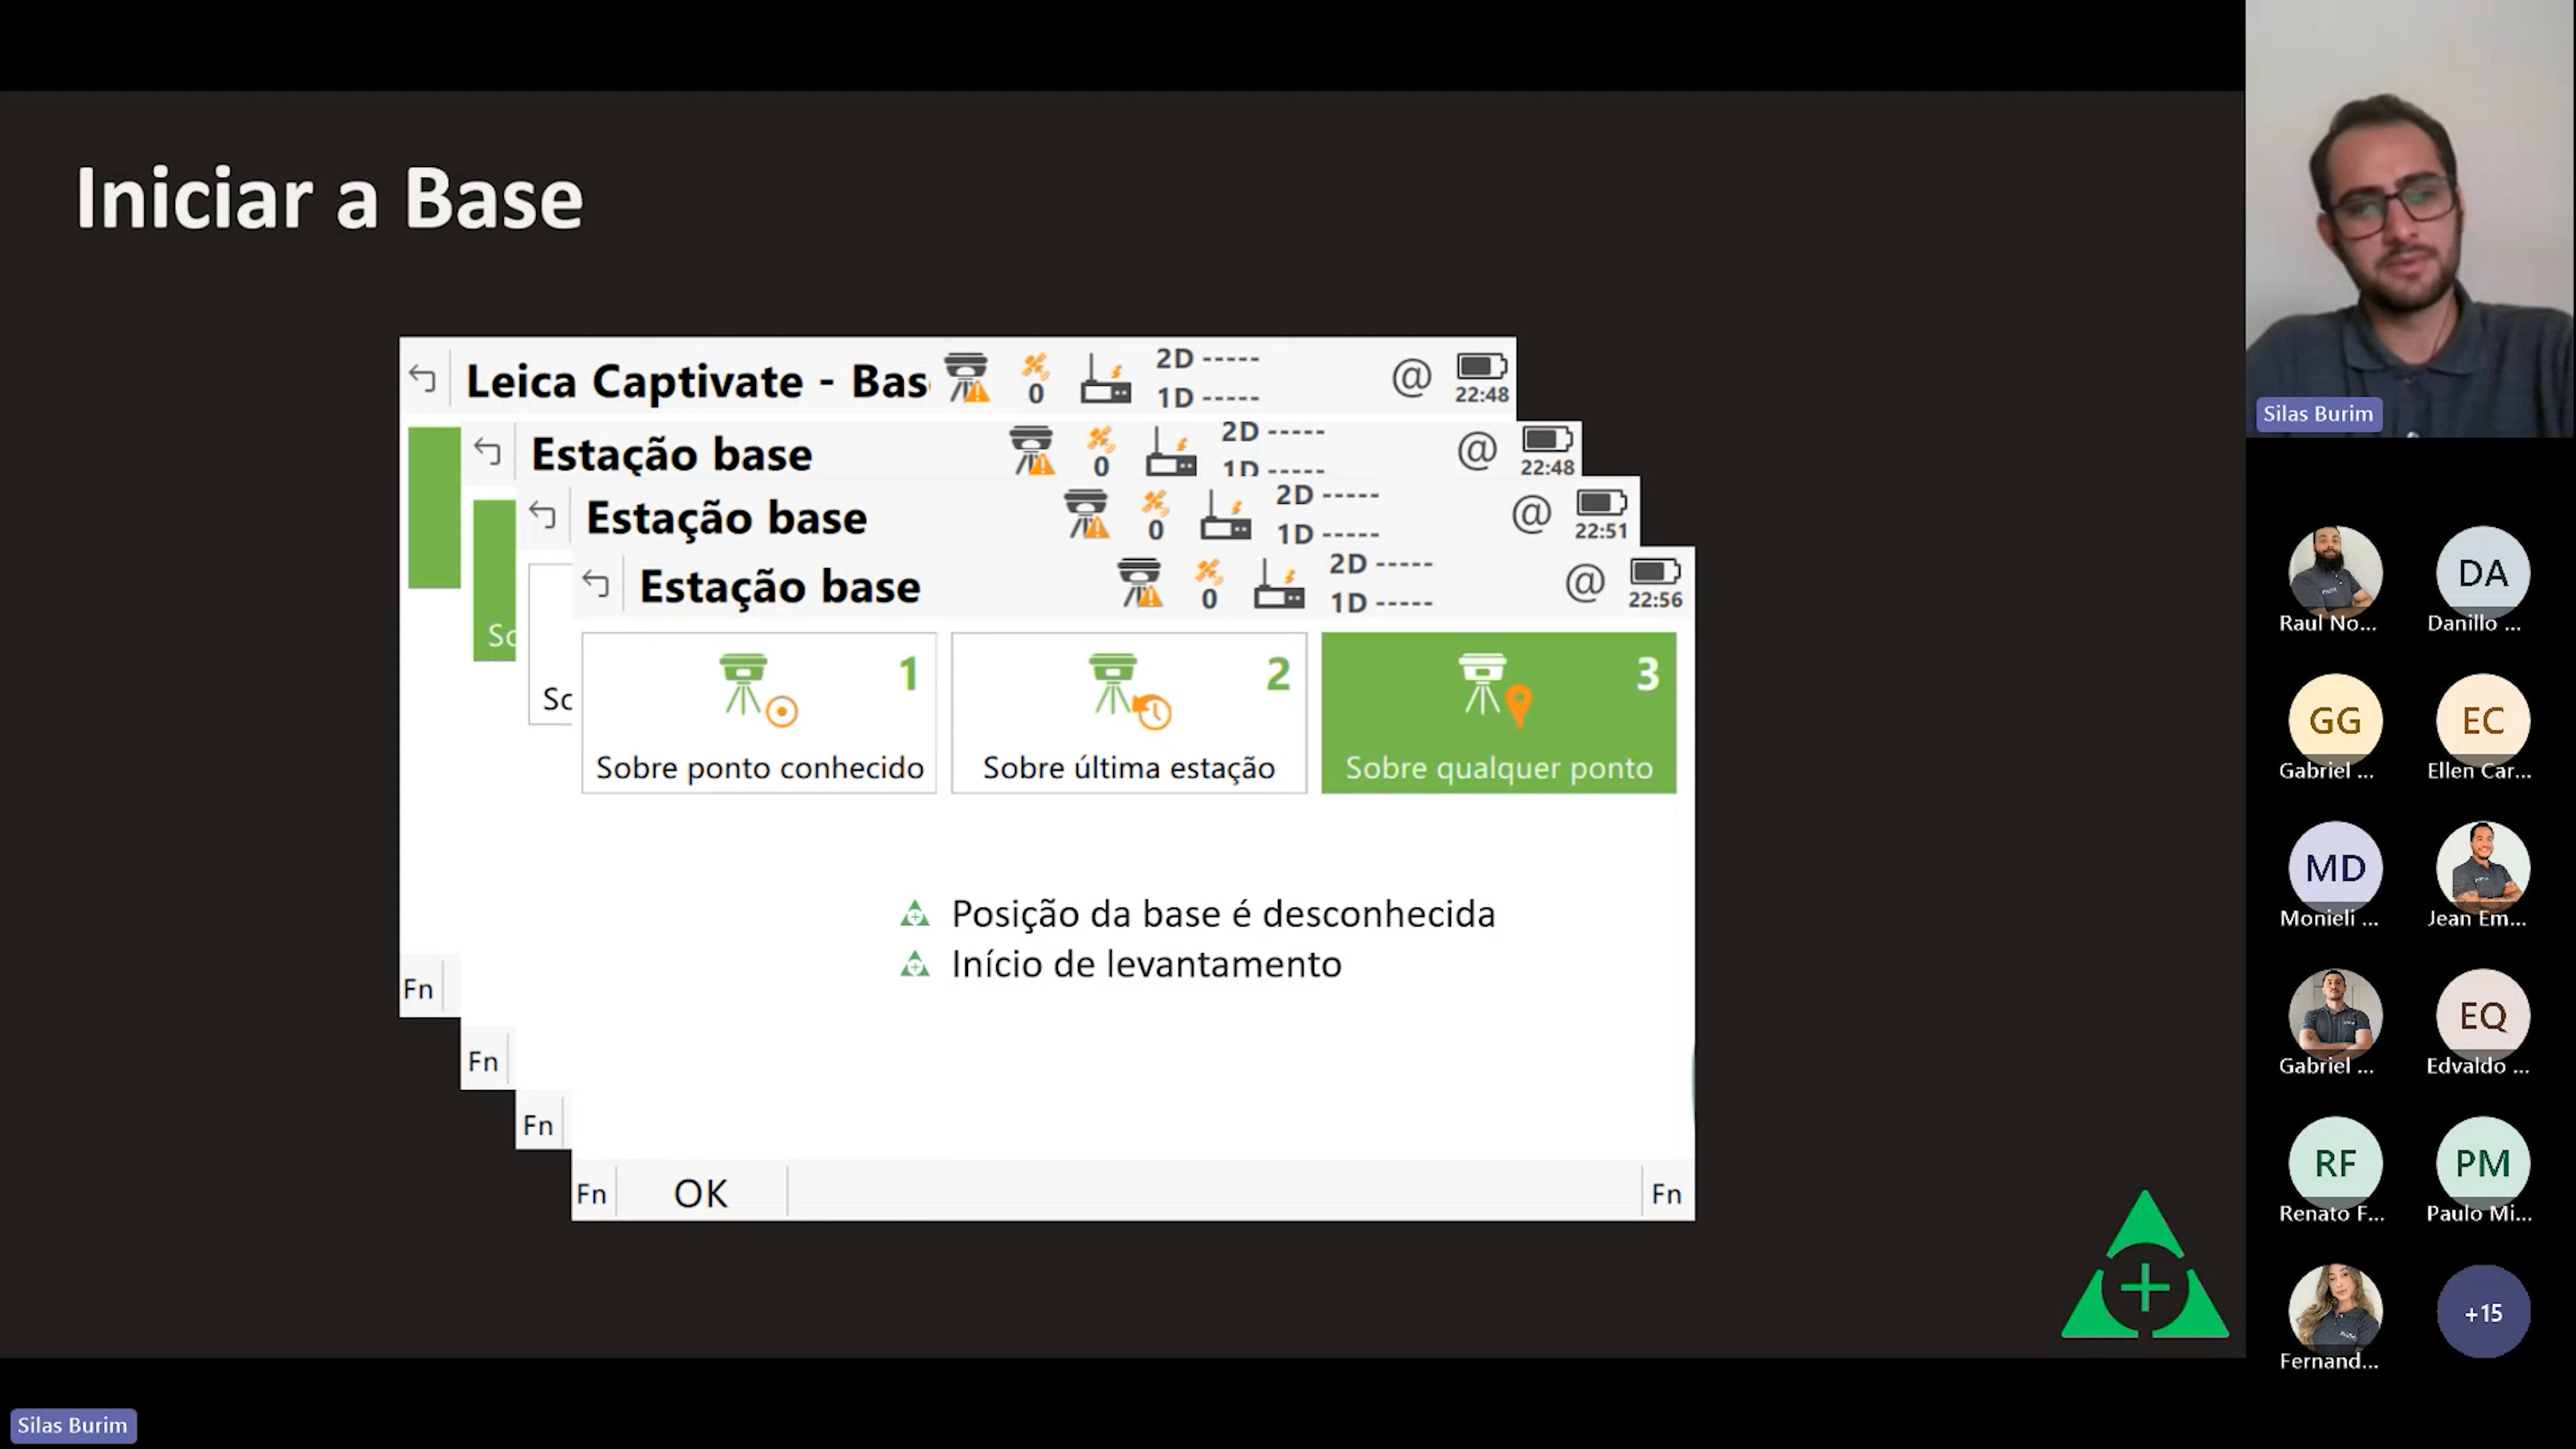 Iniciar a Base
Leica Captivate - Bas
0
2D -----
1D -----
@
22:48
Estação base
0
2D -----
1D -----
@
22:48
Estação base
0
2D -----
1D -----
@
22:51
Estação base
0
2D -----
1D -----
@
22:56
So
So
1
Sobre ponto conhecido
2
Sobre última estação
3
Sobre qualquer ponto
Posição da base é desconhecida
Início de levantamento
Fn
Fn
Fn
Fn
OK
Fn
Silas Burim
Silas Burim
Raul No...
DA
Danillo ...
GG
Gabriel ...
EC
Ellen Car...
MD
Monieli ...
Jean Em...
Gabriel ...
EQ
Edvaldo ...
RF
Renato F...
PM
Paulo Mi...
Fernand...
+15